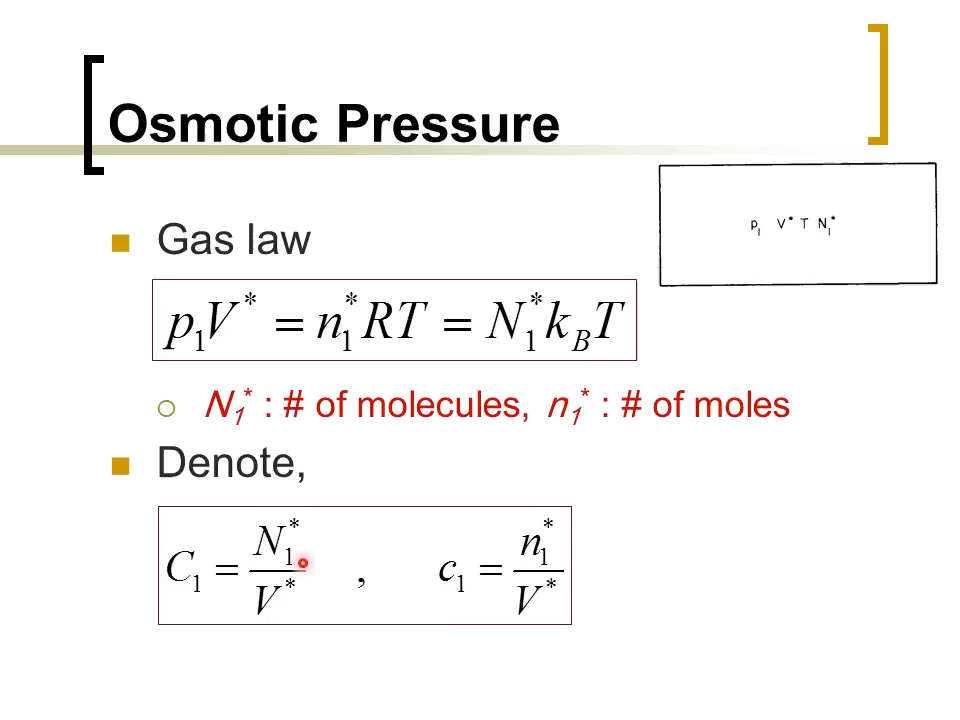 Osmotic Pressure
p₁ V* T N₁*
Gas law
p₁V* = n₁*RT = N₁*k_BT
N₁* : # of molecules, n₁* : # of moles
Denote,
C₁ = N₁*/V* , c₁ = n₁*/V*